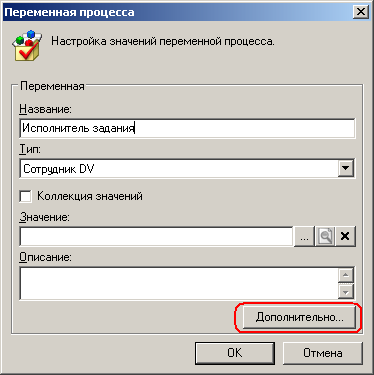 Переменная процесса
Настройка значений переменной процесса.
Переменная
Название:
Исполнитель задания
Тип:
Сотрудник DV
Коллекция значений
Значение:
...
Описание:
Дополнительно...
OK
Отмена